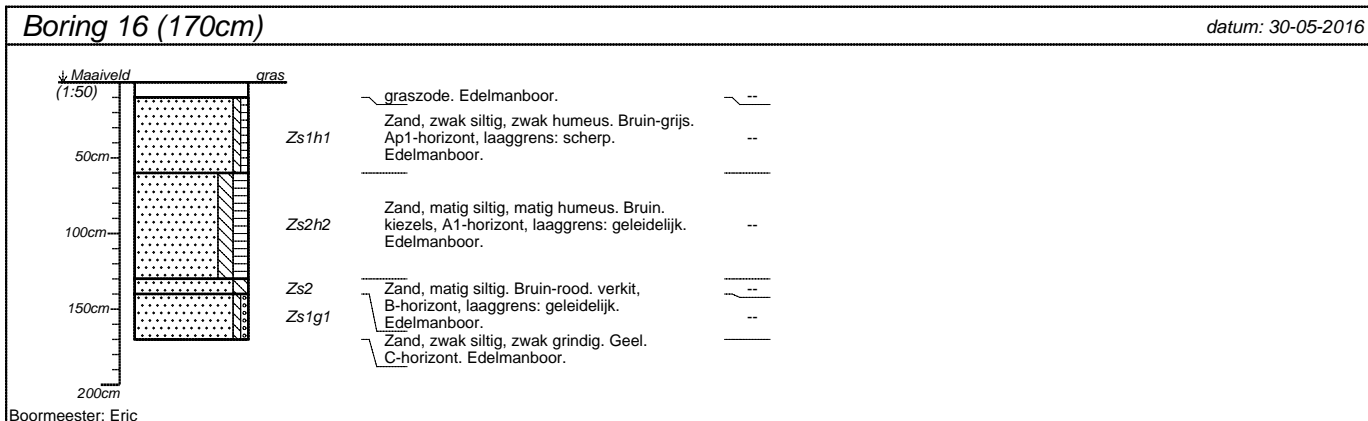 Boring 16 (170cm)
datum: 30-05-2016
Maaiveld
gras
(1:50)
graszode. Edelmanboor.
--
Zs1h1
Zand, zwak siltig, zwak humeus. Bruin-grijs.
Ap1-horizont, laaggrens: scherp.
Edelmanboor.
--
50cm
Zs2h2
Zand, matig siltig, matig humeus. Bruin.
kiezels, A1-horizont, laaggrens: geleidelijk.
Edelmanboor.
--
100cm
Zs2
Zand, matig siltig. Bruin-rood. verkit,
B-horizont, laaggrens: geleidelijk.
Edelmanboor.
--
150cm
Zs1g1
--
Zand, zwak siltig, zwak grindig. Geel.
C-horizont. Edelmanboor.
200cm
Boormeester: Eric